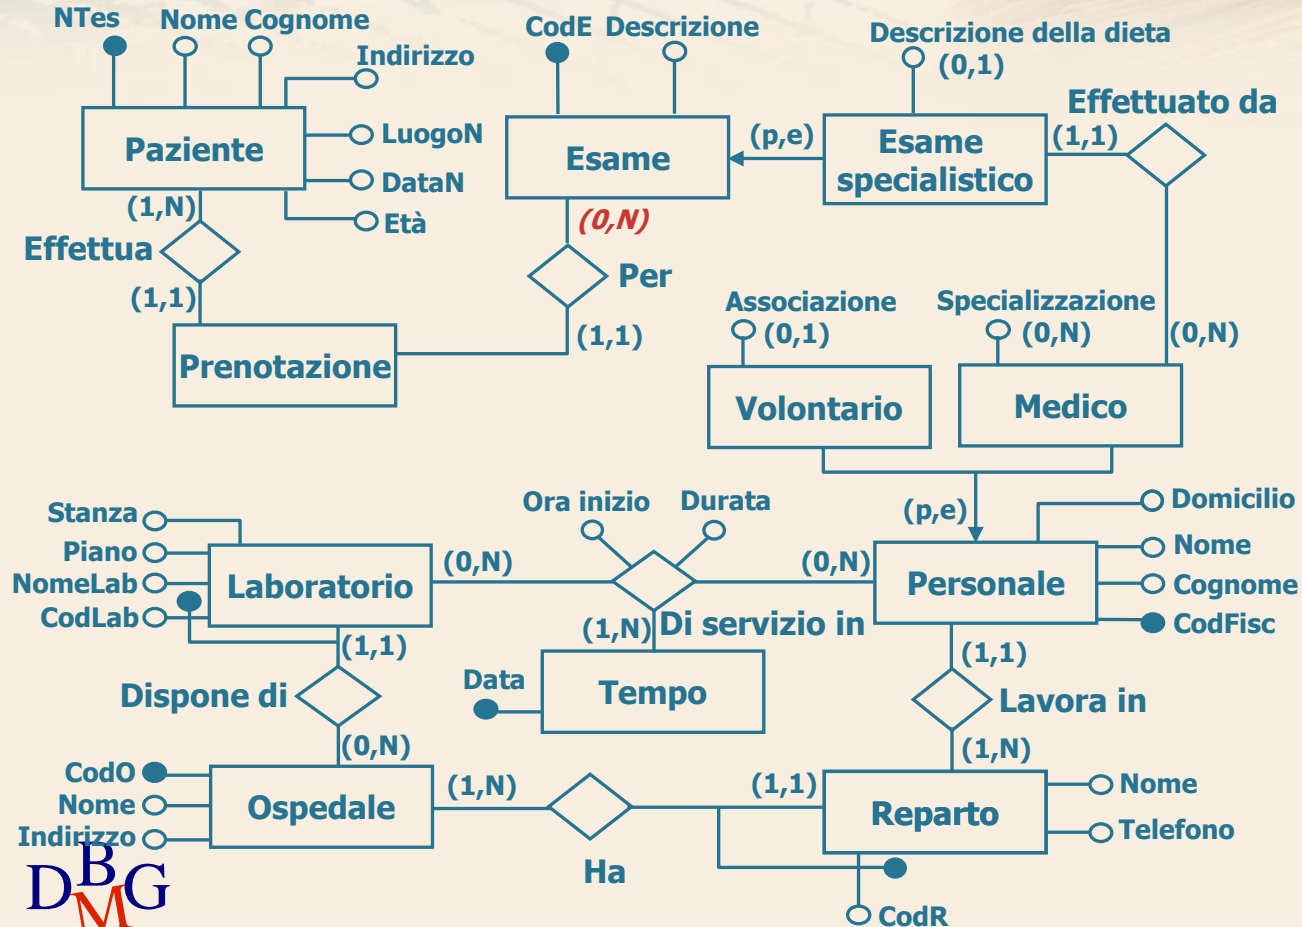 NTes
Nome Cognome
Indirizzo
Paziente
LuogoN
DataN
Età
(1,N)
Effettua
(1,1)
Prenotazione
CodE Descrizione
Esame
(0,N)
Per
(1,1)
(p,e)
Descrizione della dieta
(0,1)
Esame
specialistico
Effettuato da
(1,1)
(0,N)
Associazione
(0,1)
Volontario
Specializzazione
(0,N)
Medico
(p,e)
Stanza
Piano
NomeLab
CodLab
Laboratorio
(0,N)
Ora inizio
Durata
(0,N)
Di servizio in
(1,N)
Data
Tempo
Personale
Domicilio
Nome
Cognome
CodFisc
(1,1)
Lavora in
(1,N)
(1,1)
Dispone di
(0,N)
CodO
Nome
Indirizzo
Ospedale
(1,N)
Ha
(1,1)
Reparto
Nome
Telefono
CodR
DBMG